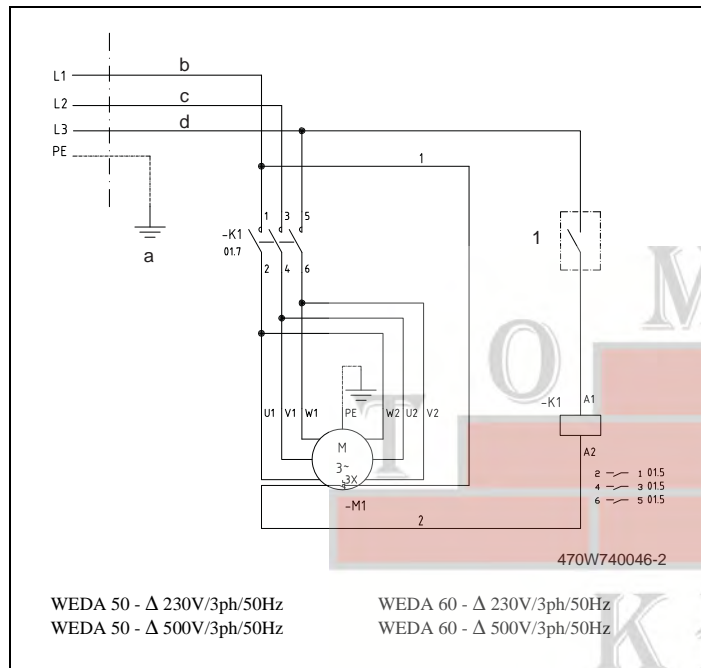 b
L1
c
L2
d
L3
PE
1
a
1 3 5
-K1
01.7
2 4 6
1
U1 V1 W1 PE W2 U2 V2
M
3~
3X
-M1
2
-K1 A1
A2
2 1 01.5
4 3 01.5
6 5 01.5
470W740046-2
WEDA 50 - Δ 230V/3ph/50Hz WEDA 60 - Δ 230V/3ph/50Hz
WEDA 50 - Δ 500V/3ph/50Hz WEDA 60 - Δ 500V/3ph/50Hz
T O M
K